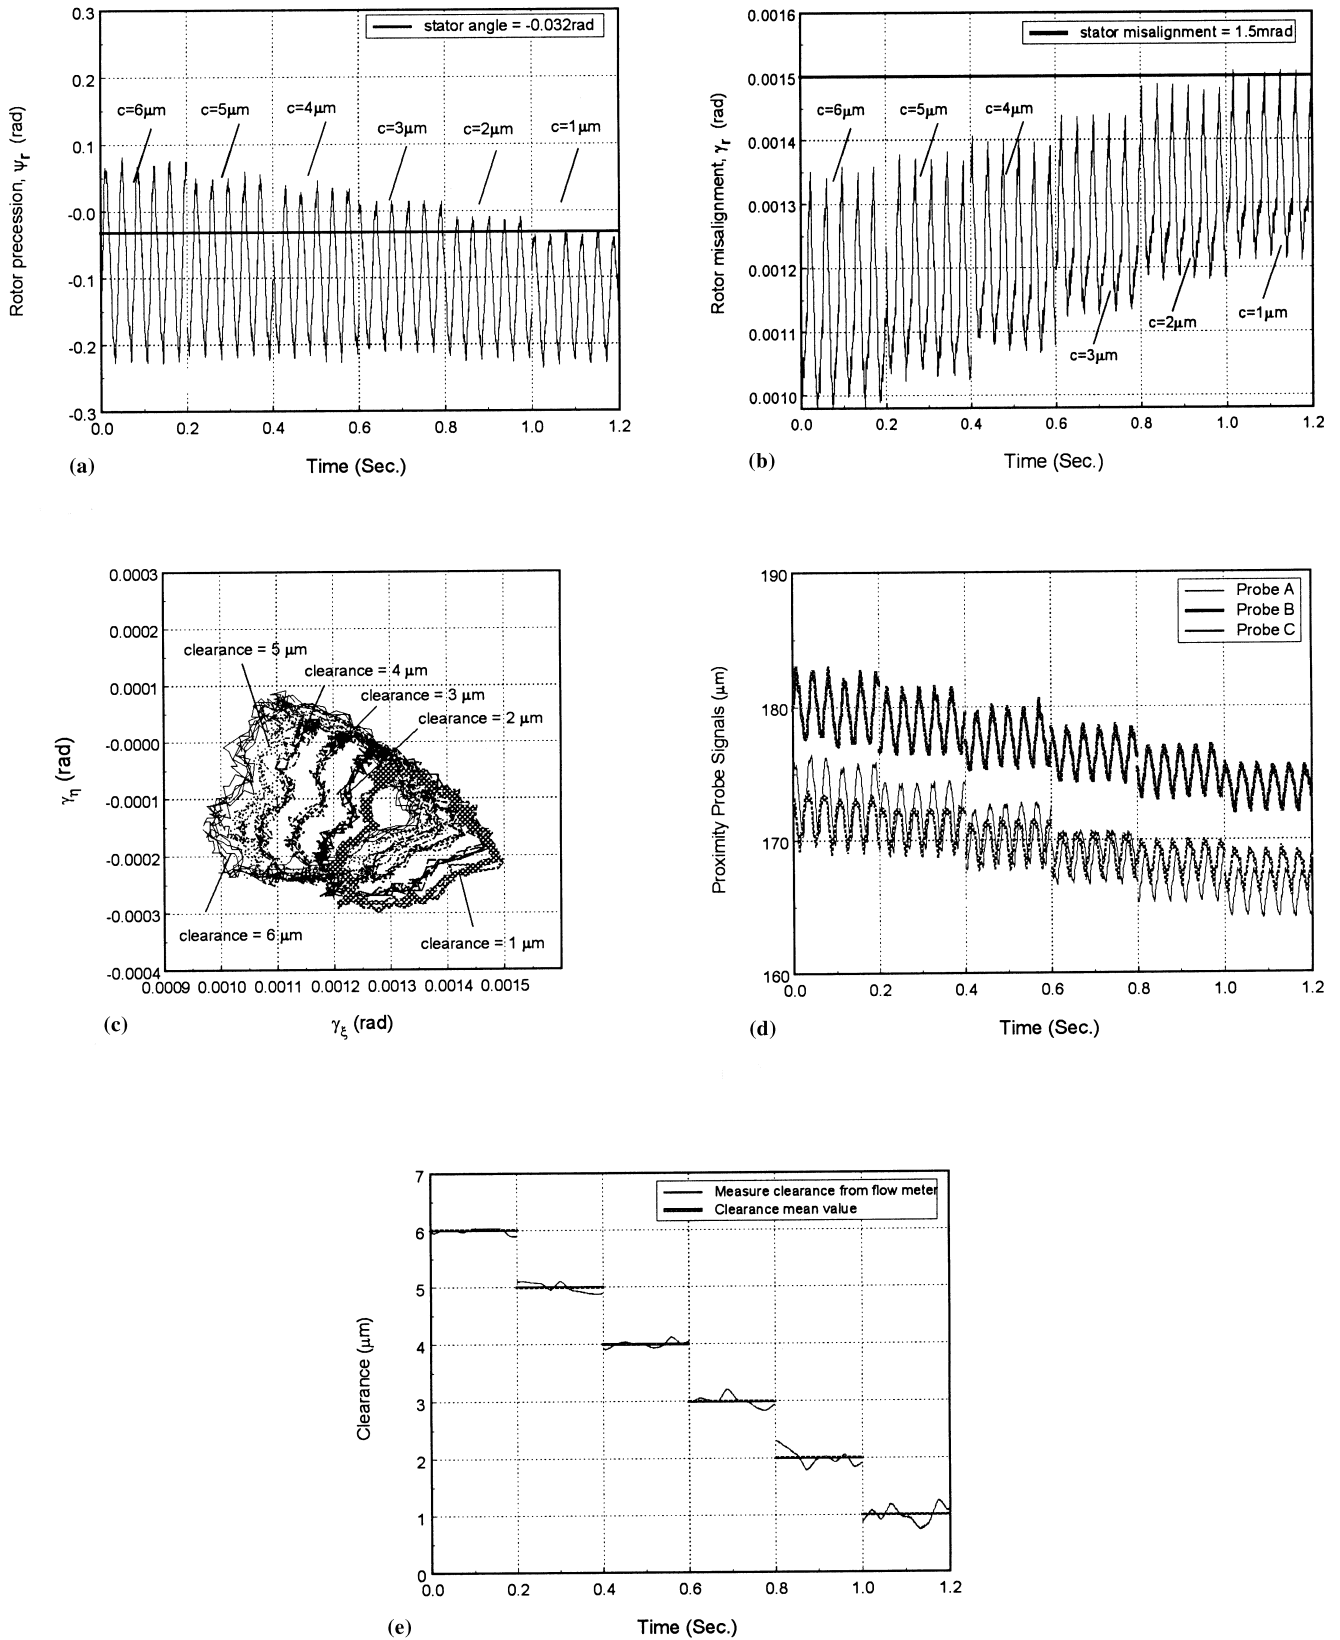 stator angle = -0.032rad
0.3
0.2
0.1
-0.0
-0.1
-0.2
-0.3
c=6µm
c=5µm
c=4µm
c=3µm
c=2µm
c=1µm
Rotor precession, ψr (rad)
0.0 0.2 0.4 0.6 0.8 1.0 1.2
Time (Sec.)
(a)
stator misalignment = 1.5mrad
0.0016
0.0015
0.0014
0.0013
0.0012
0.0011
0.0010
c=6µm
c=5µm
c=4µm
c=3µm
c=2µm
c=1µm
Rotor misalignment, γr (rad)
0.0 0.2 0.4 0.6 0.8 1.0 1.2
Time (Sec.)
(b)
0.0003
0.0002
0.0001
-0.0000
-0.0001
-0.0002
-0.0003
-0.0004
clearance = 5 µm
clearance = 4 µm
clearance = 3 µm
clearance = 2 µm
clearance = 6 µm
clearance = 1 µm
γη (rad)
0.0009 0.0010 0.0011 0.0012 0.0013 0.0014 0.0015
γξ (rad)
(c)
Probe A
Probe B
Probe C
190
180
170
160
Proximity Probe Signals (µm)
0.0 0.2 0.4 0.6 0.8 1.0 1.2
Time (Sec.)
(d)
Measure clearance from flow meter
Clearance mean value
7
6
5
4
3
2
1
0
Clearance (µm)
0.0 0.2 0.4 0.6 0.8 1.0 1.2
Time (Sec.)
(e)